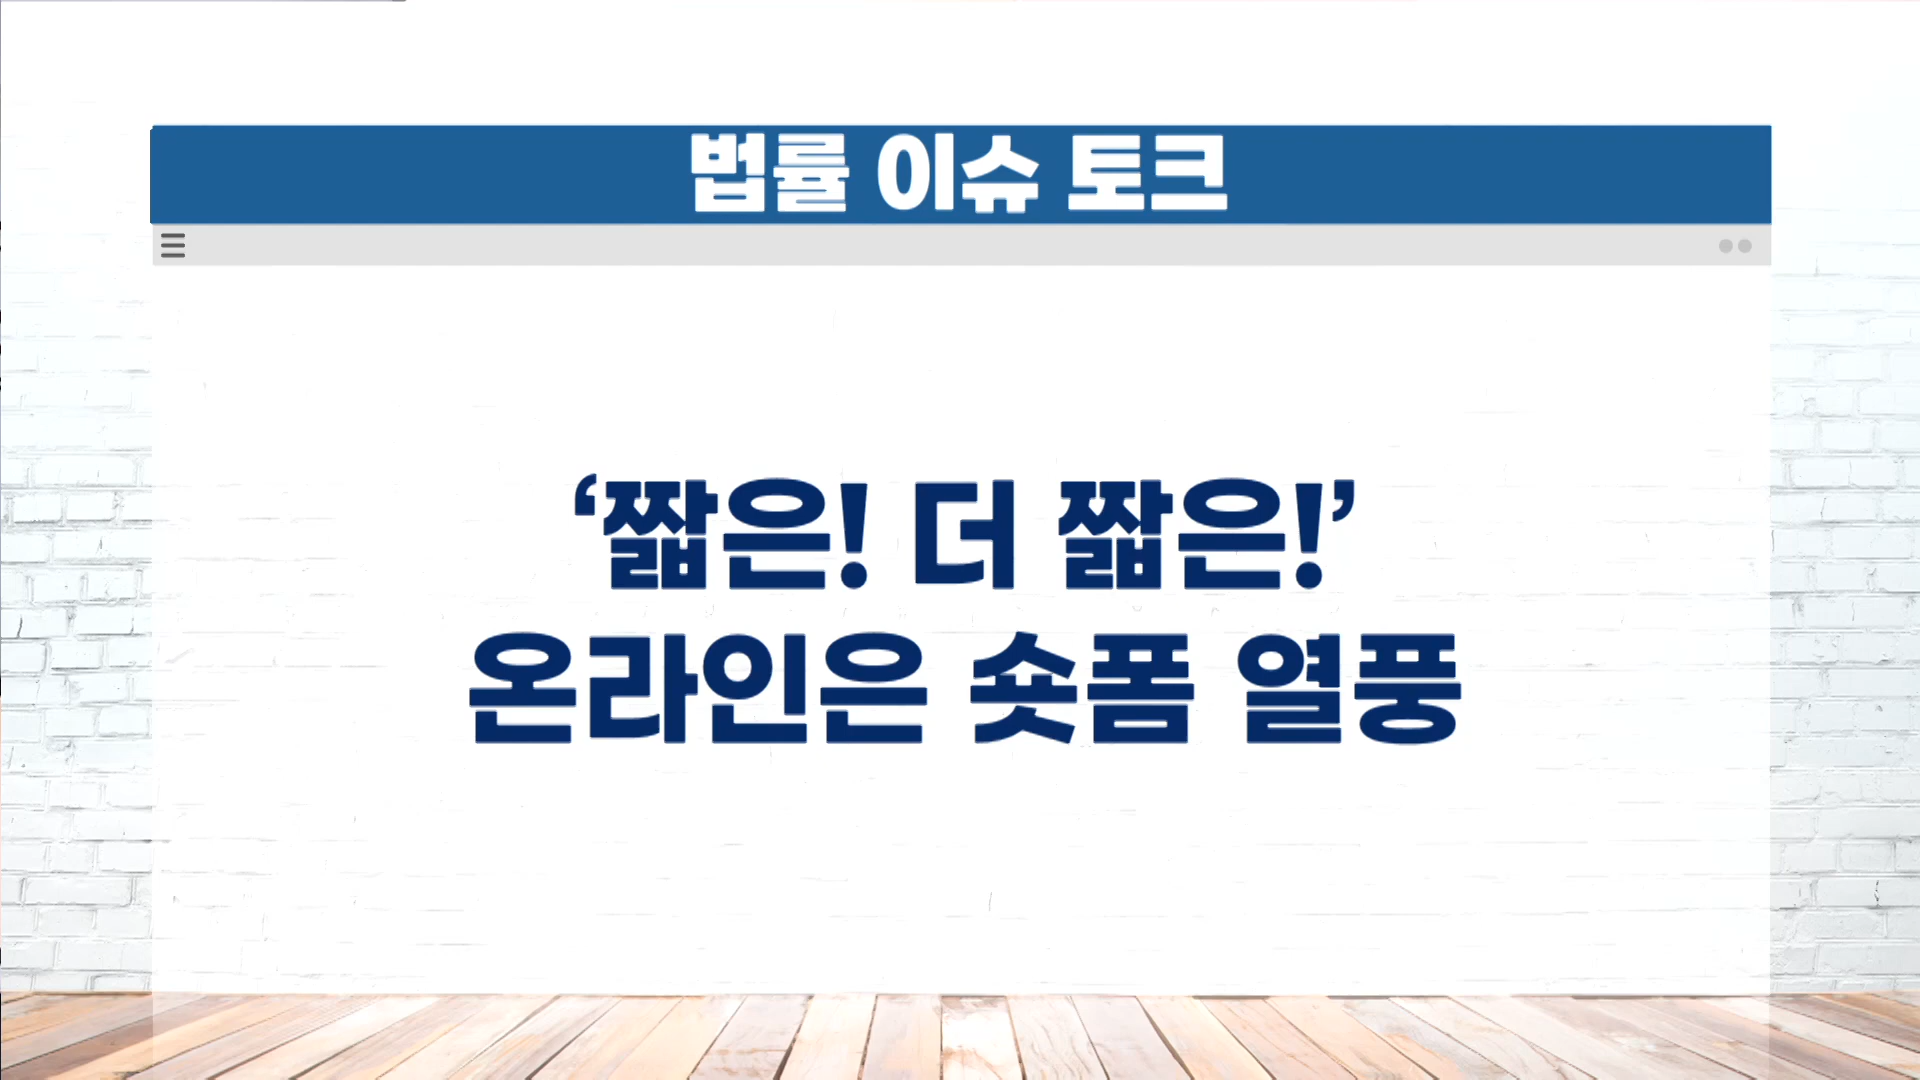 법률 이슈 토크
‘짧은! 더 짧은!’
온라인은 숏폼 열풍